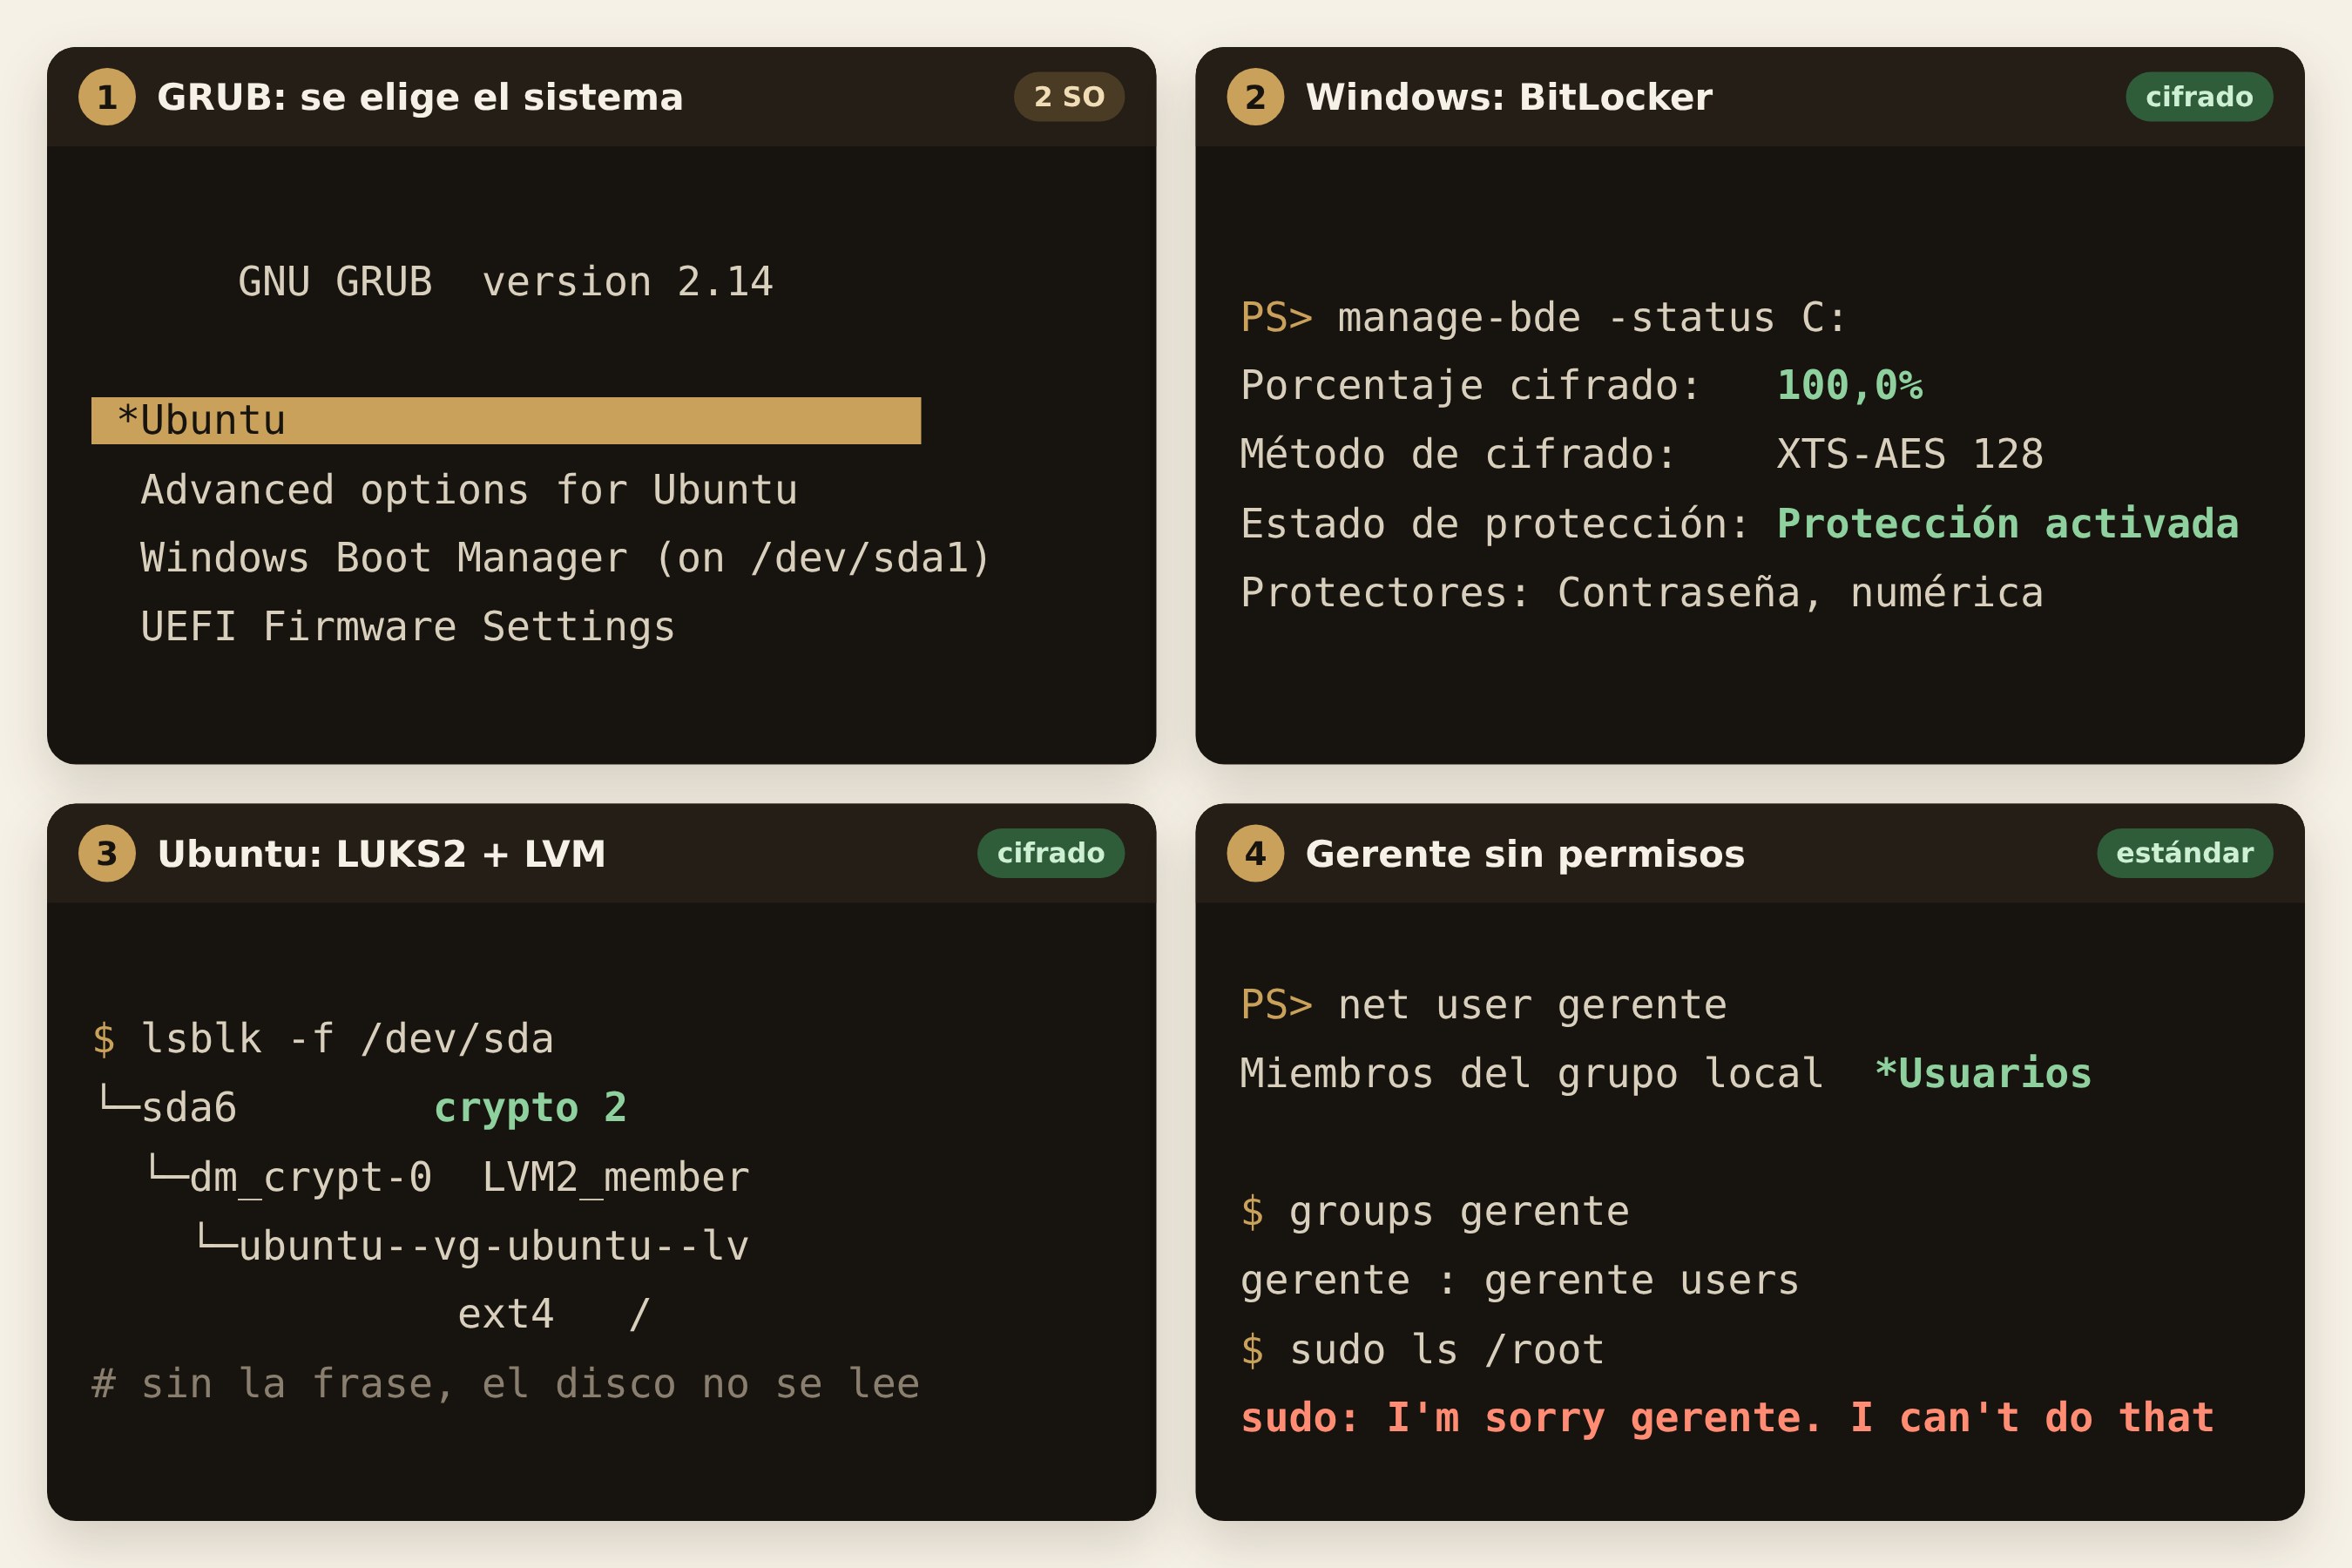 1 GRUB: se elige el sistema 2 SO
GNU GRUB  version 2.14
*Ubuntu
Advanced options for Ubuntu
Windows Boot Manager (on /dev/sda1)
UEFI Firmware Settings
2 Windows: BitLocker cifrado
PS> manage-bde -status C:
Porcentaje cifrado:   100,0%
Método de cifrado:    XTS-AES 128
Estado de protección: Protección activada
Protectores: Contraseña, numérica
3 Ubuntu: LUKS2 + LVM cifrado
$ lsblk -f /dev/sda
└─sda6        crypto 2
  └─dm_crypt-0  LVM2_member
    └─ubuntu--vg-ubuntu--lv
               ext4   /
# sin la frase, el disco no se lee
4 Gerente sin permisos estándar
PS> net user gerente
Miembros del grupo local  *Usuarios
$ groups gerente
gerente : gerente users
$ sudo ls /root
sudo: I'm sorry gerente. I can't do that